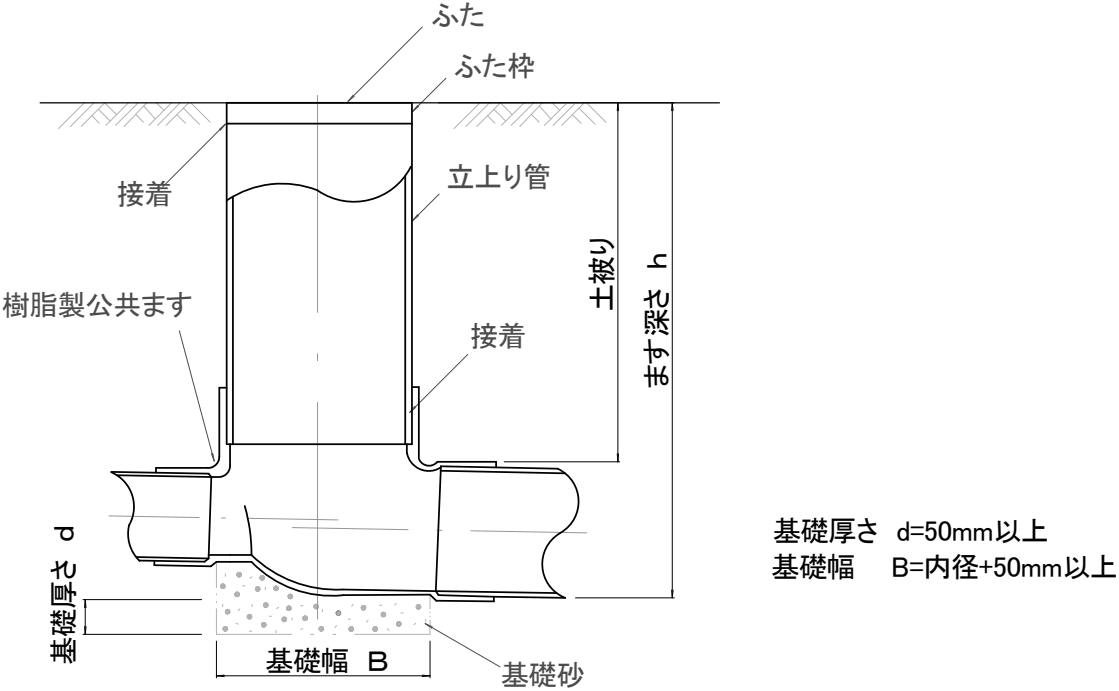 ふた
ふた枠
接着
立上り管
土被り
ます深さ h
樹脂製公共ます
接着
基礎厚さ d
基礎厚さ d=50mm以上
基礎幅 B=内径+50mm以上
基礎幅 B
基礎砂